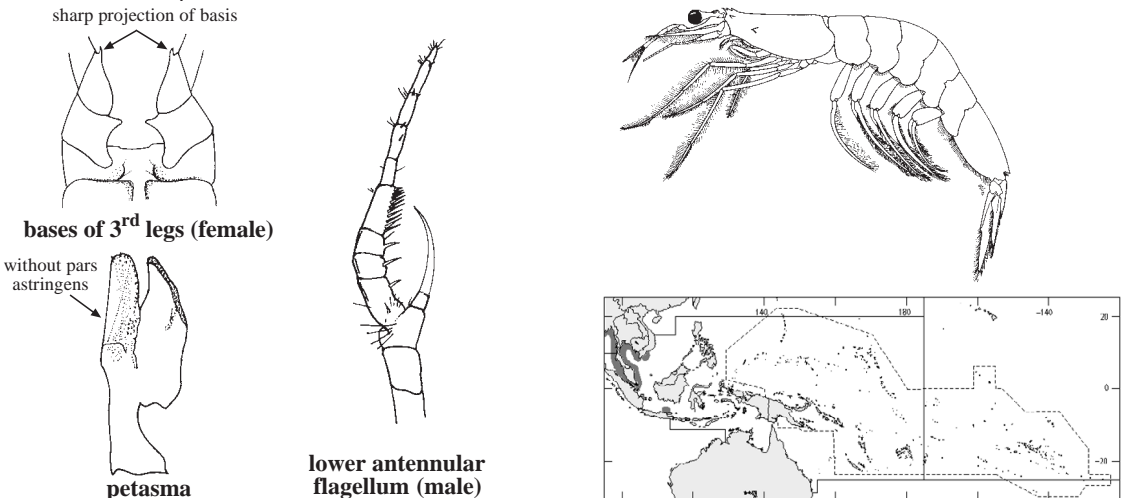 sharp projection of basis
bases of 3rd legs (female)
without pars
astringens
petasma
lower antennular
flagellum (male)
140 180 -140
20
0
-20